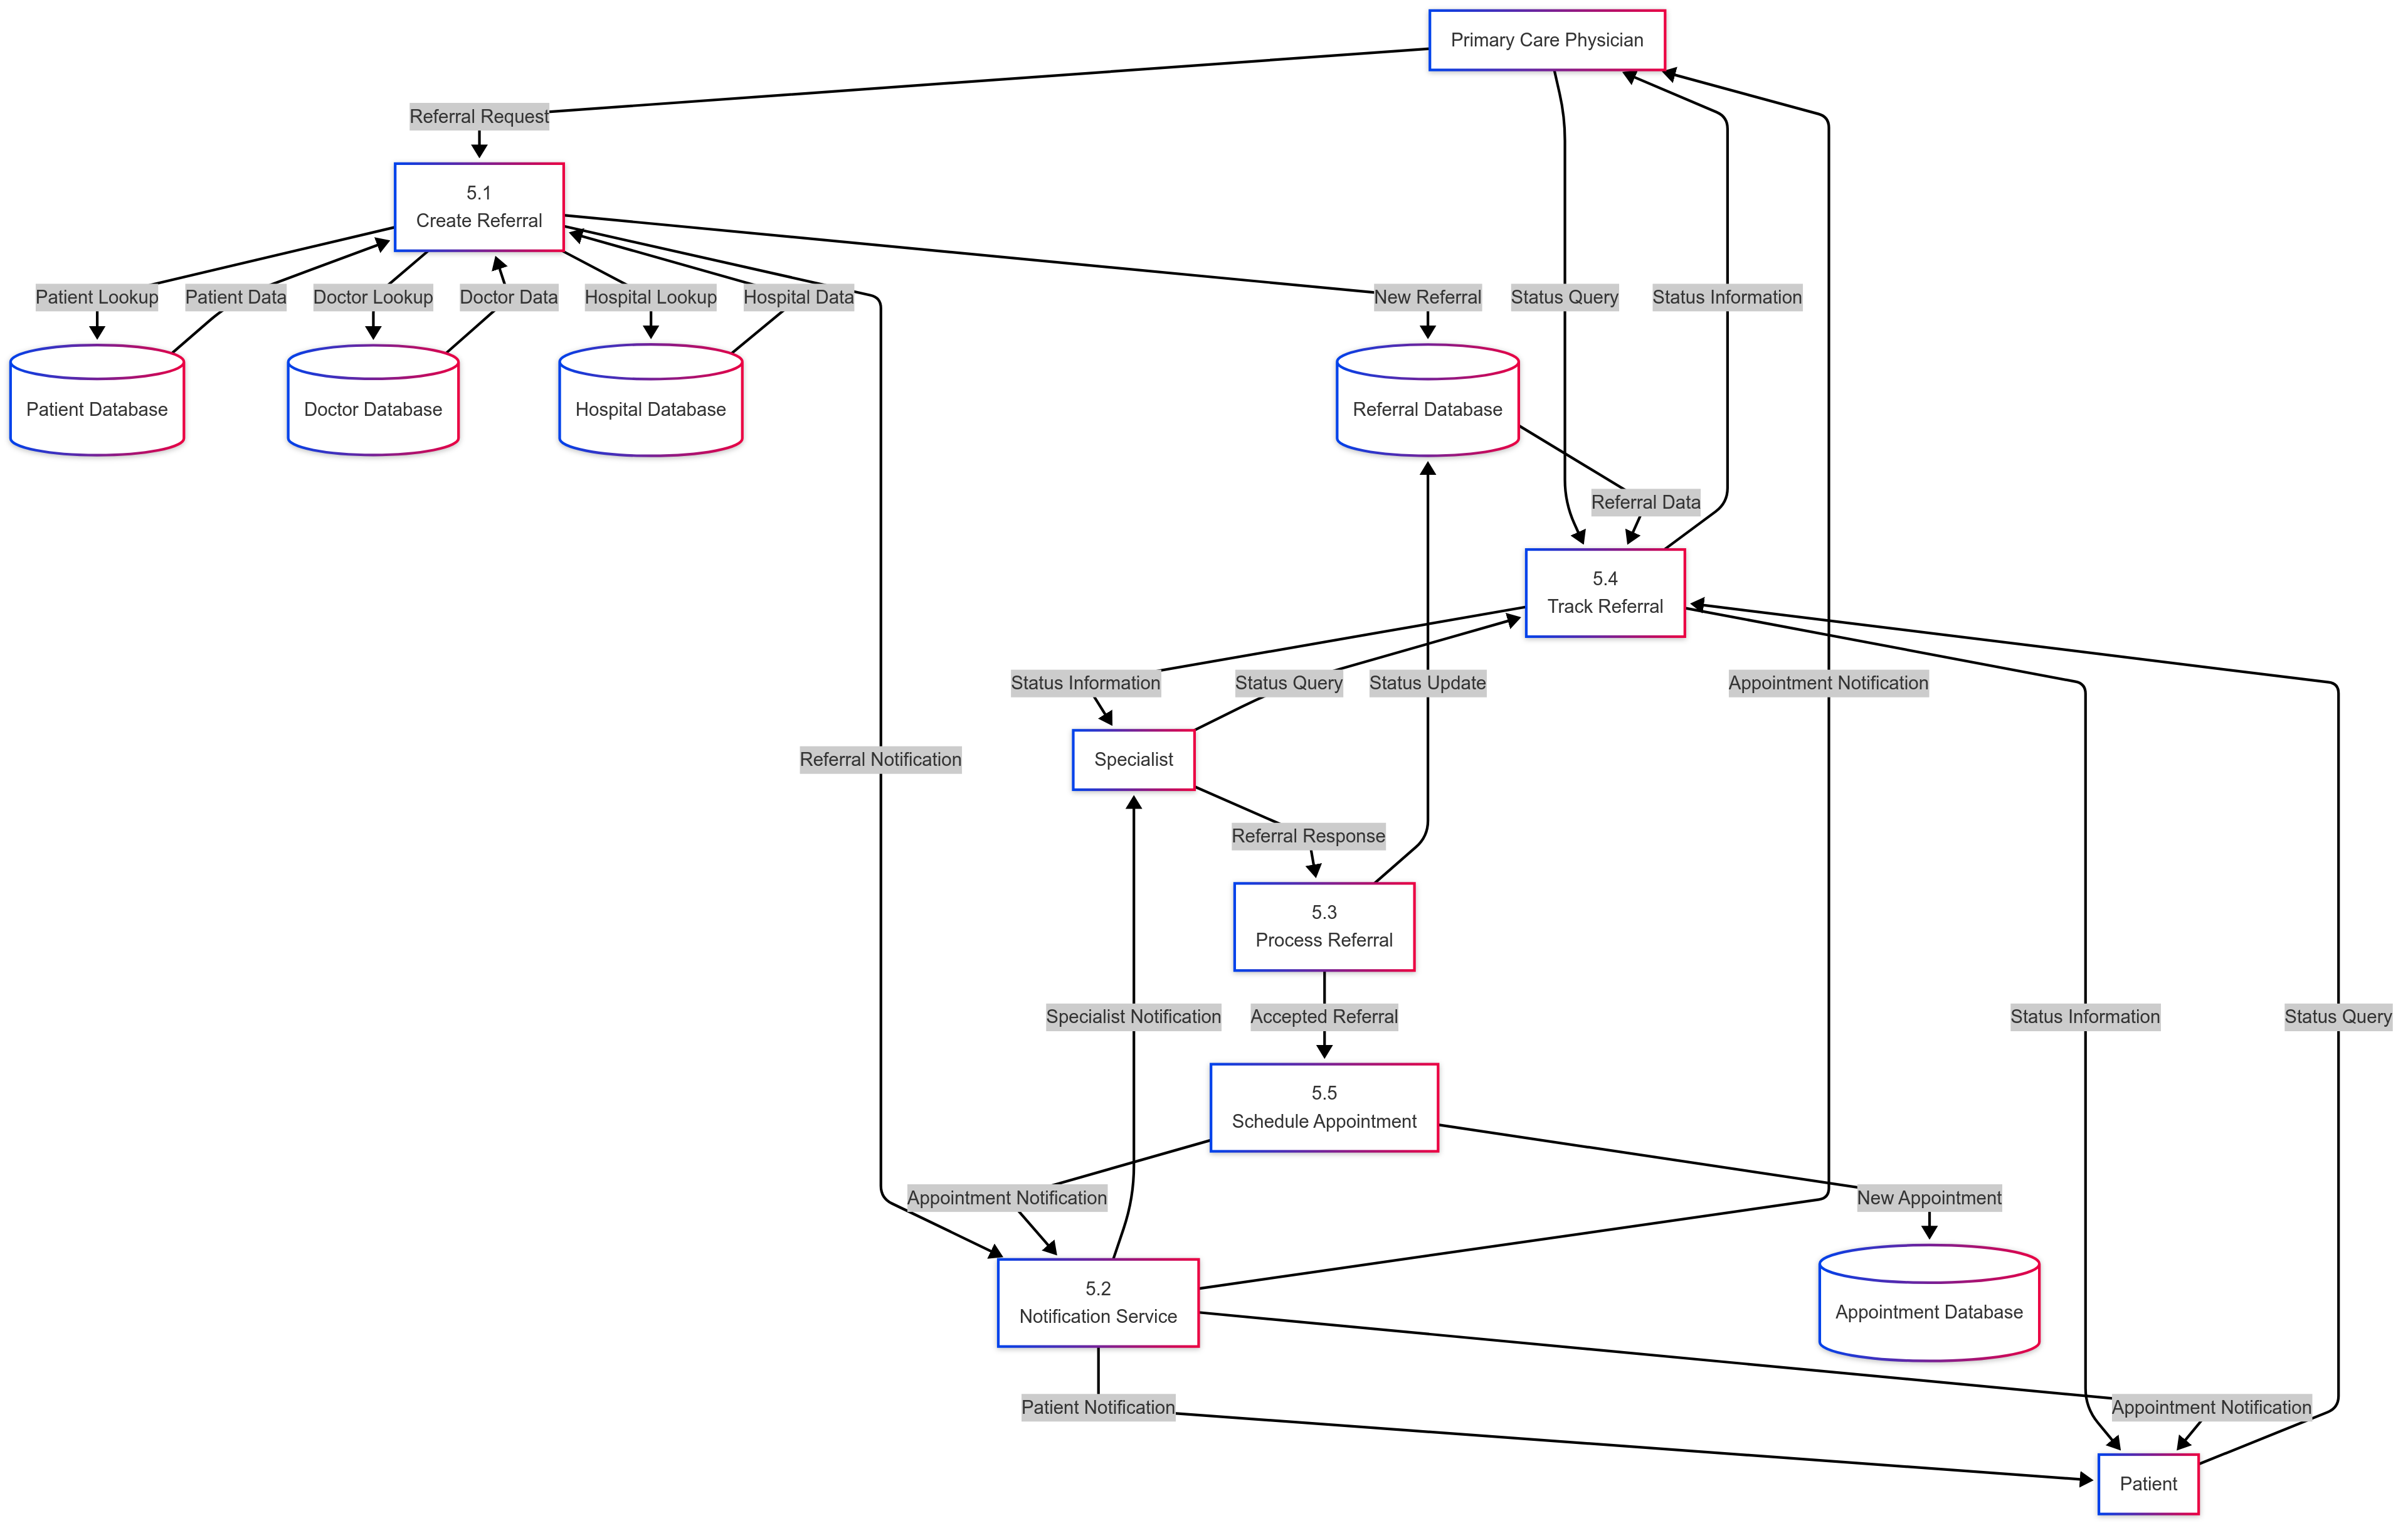 Primary Care Physician
Referral Request
5.1
Create Referral
Patient Lookup
Patient Data
Doctor Lookup
Doctor Data
Hospital Lookup
Hospital Data
New Referral
Status Query
Status Information
Patient Database
Doctor Database
Hospital Database
Referral Database
Referral Data
5.4
Track Referral
Status Information
Status Query
Status Update
Appointment Notification
Referral Notification
Specialist
Referral Response
5.3
Process Referral
Specialist Notification
Accepted Referral
Status Information
Status Query
5.5
Schedule Appointment
Appointment Notification
New Appointment
5.2
Notification Service
Appointment Database
Patient Notification
Appointment Notification
Patient